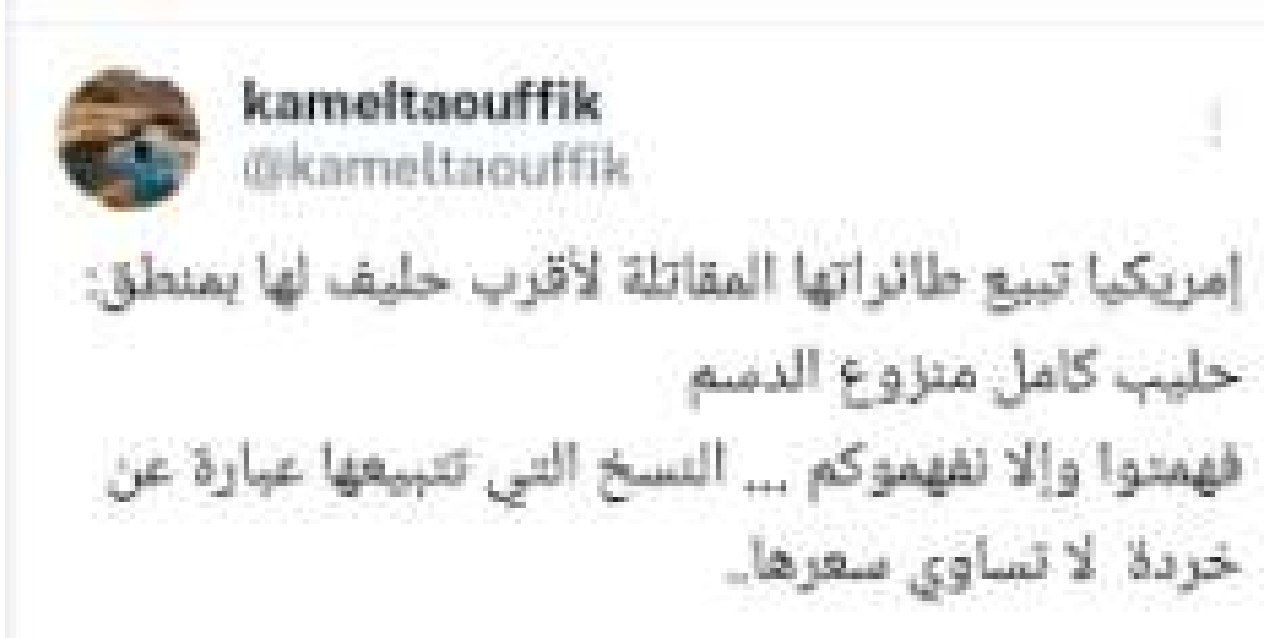 kameltaouffik
@kameltaouffik
إمريكيا تبيع طائراتها المقاتلة لأقرب حليف لها بمنطق:
حليب كامل منزوع الدسم
فهمتوا وإلا نفهموكم ... النسخ التي تتبيعها عبارة عن
خردة لا تساوي سعرها..